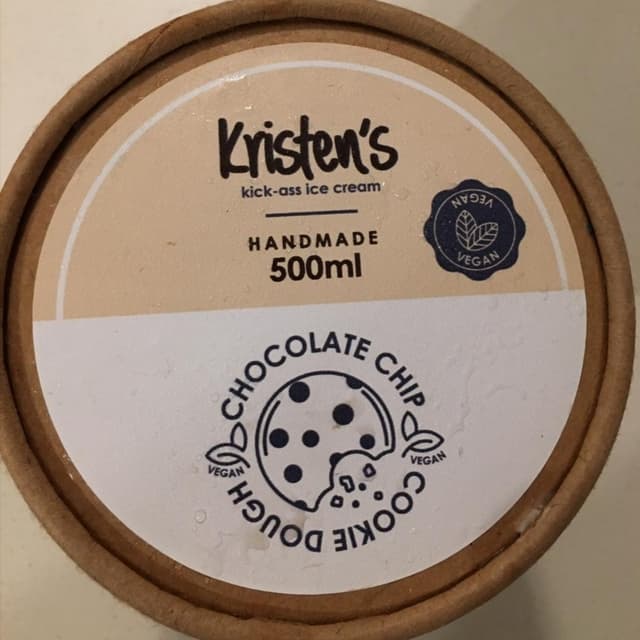 Kristen's
kick-ass ice cream
HANDMADE
500ml
VEGAN
VEGAN
CHOCOLATE CHIP
VEGAN
VEGAN
COOKIE DOUGH